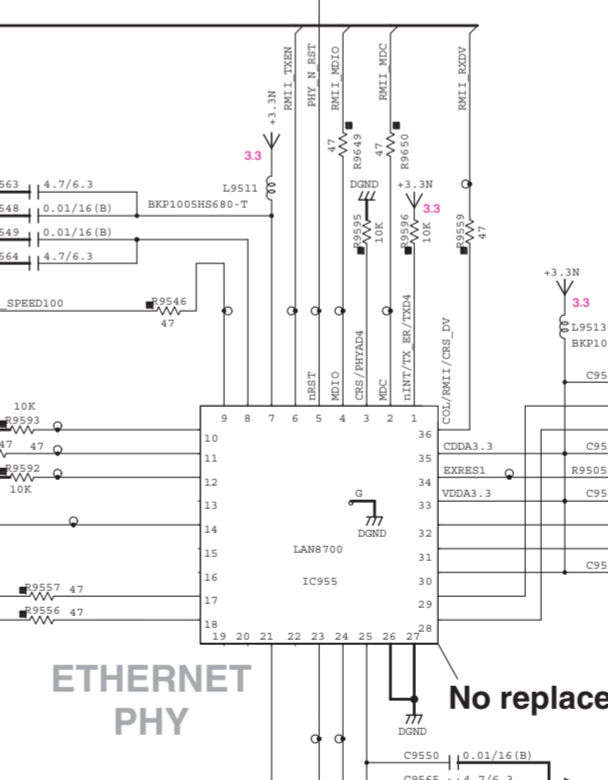 RMII_TXEN
PHY_N_RST
RMII_MDIO
RMII_MDC
RMII_RXDV
+3.3N
3.3
47
R9649
47
R9650
563
4.7/6.3
L9511
DGND
+3.3N
548
0.01/16(B)
BKP1005HS680-T
3.3
549
0.01/16(B)
R9595
10K
R9596
10K
R9559
47
564
4.7/6.3
+3.3N
_SPEED100
R9546
3.3
47
L9513
BKP10
nRST
MDIO
CRS/PHYAD4
MDC
nINT/TX_ER/TXD4
COL/RMII/CRS_DV
C95
10K
9 8 7 6 5 4 3 2 1
R9593
10
36
47 47
11
35
CDDA3.3
C95
R9592
12
34
EXRES1
R9505
10K
13
G
33
VDDA3.3
C95
14
DGND
32
15
LAN8700
31
16
IC955
30
C95
R9557 47
17
29
R9556 47
18
28
19 20 21 22 23 24 25 26 27
ETHERNET
PHY
No replace
DGND
C9550
0.01/16(B)
C9565
4.7/6.3